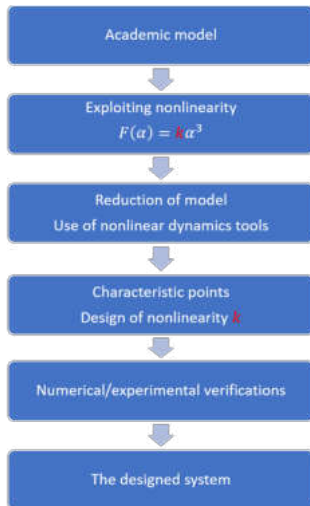 Academic model
Exploiting nonlinearity
F(α) = kα³
Reduction of model
Use of nonlinear dynamics tools
Characteristic points
Design of nonlinearity k
Numerical/experimental verifications
The designed system